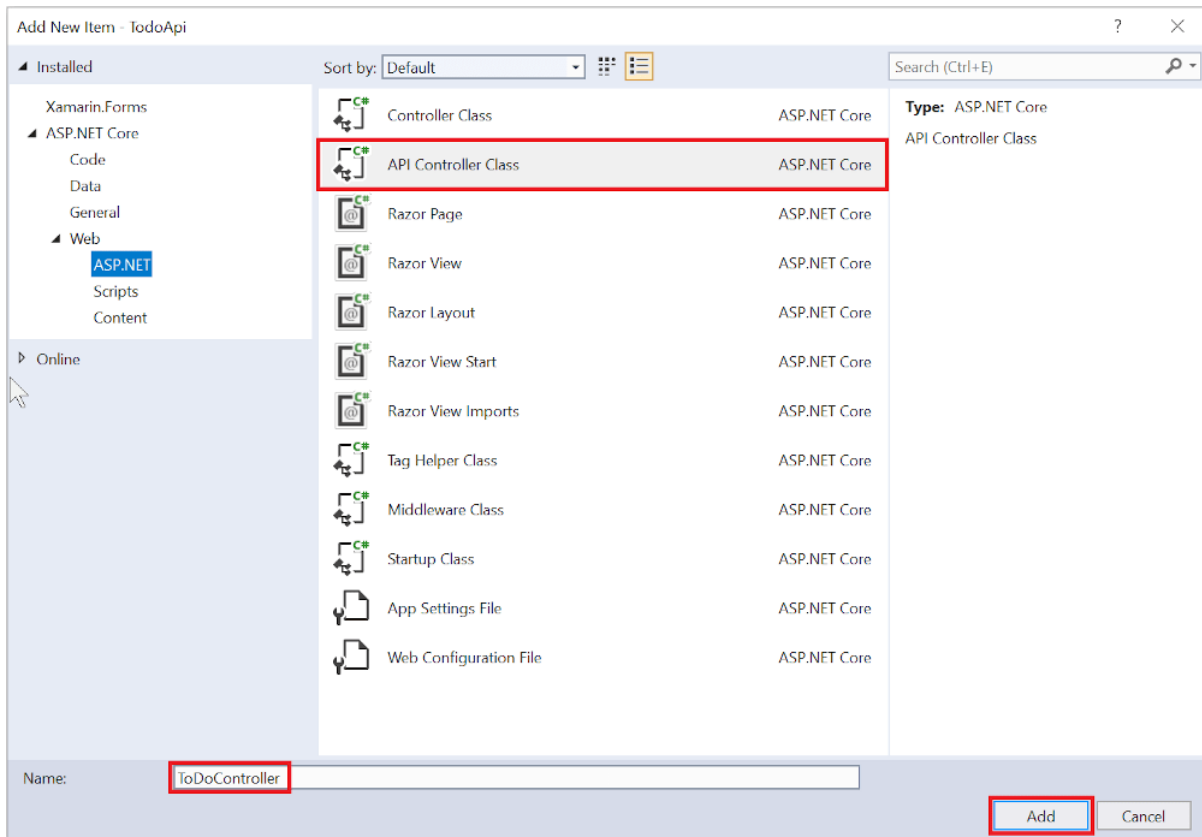 Add New Item - TodoApi
?
Installed
Sort by: Default
Search (Ctrl+E)
Xamarin.Forms
ASP.NET Core
Code
Data
General
Web
ASP.NET
Scripts
Content
Online
C# Controller Class ASP.NET Core
C# API Controller Class ASP.NET Core
C# @ Razor Page ASP.NET Core
C# @ Razor View ASP.NET Core
C# @ Razor Layout ASP.NET Core
C# @ Razor View Start ASP.NET Core
C# @ Razor View Imports ASP.NET Core
C# Tag Helper Class ASP.NET Core
C# Middleware Class ASP.NET Core
C# Startup Class ASP.NET Core
App Settings File ASP.NET Core
Web Configuration File ASP.NET Core
Type: ASP.NET Core
API Controller Class
Name: ToDoController
Add Cancel